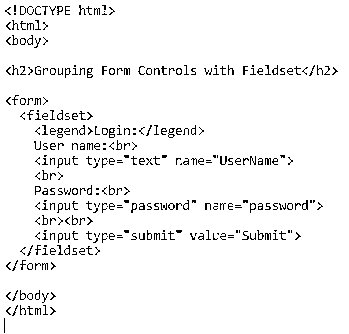 <!DOCTYPE html>
<html>
<body>

<h2>Grouping Form Controls with Fieldset</h2>

<form>
  <fieldset>
    <legend>Login:</legend>
    User name:<br>
    <input type="text" name="UserName">
    <br>
    Password:<br>
    <input type="password" name="password">
    <br><br>
    <input type="submit" value="Submit">
  </fieldset>
</form>

</body>
</html>